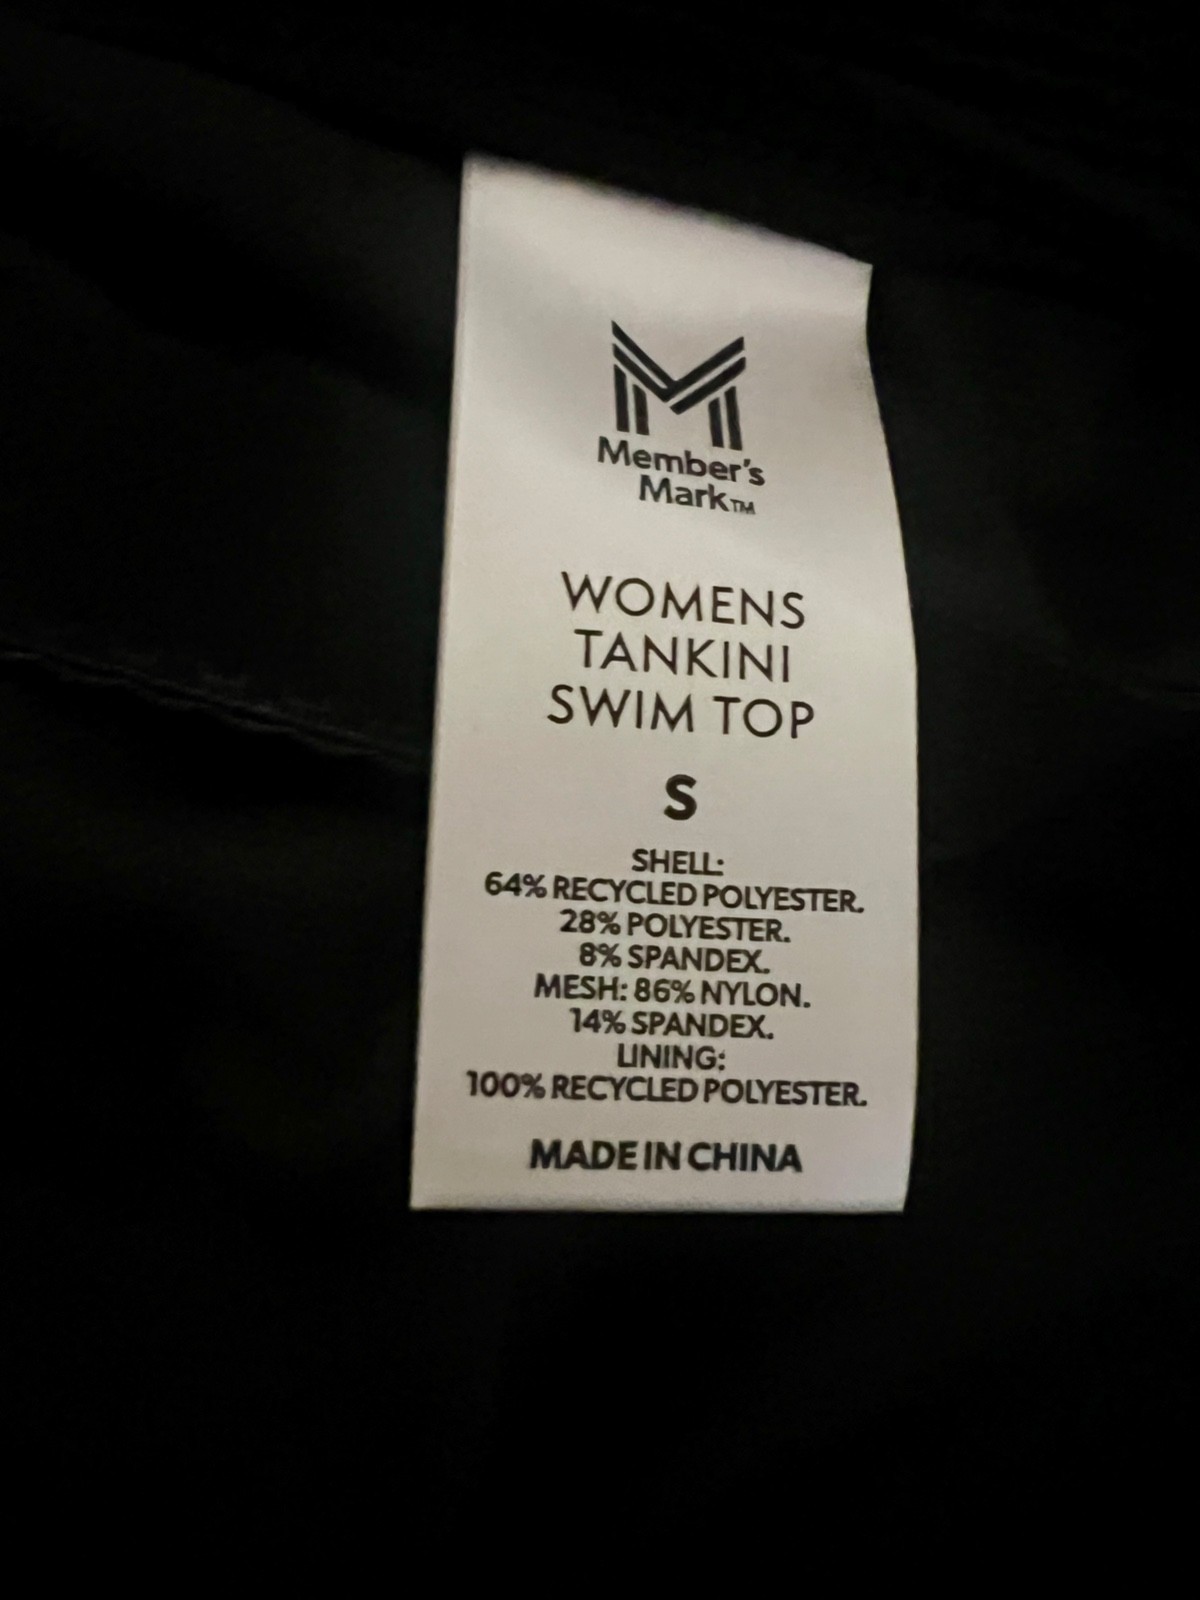 Member's
Mark™
WOMENS
TANKINI
SWIM TOP
S
SHELL:
64% RECYCLED POLYESTER.
28% POLYESTER.
8% SPANDEX.
MESH: 86% NYLON.
14% SPANDEX.
LINING:
100% RECYCLED POLYESTER.
MADE IN CHINA